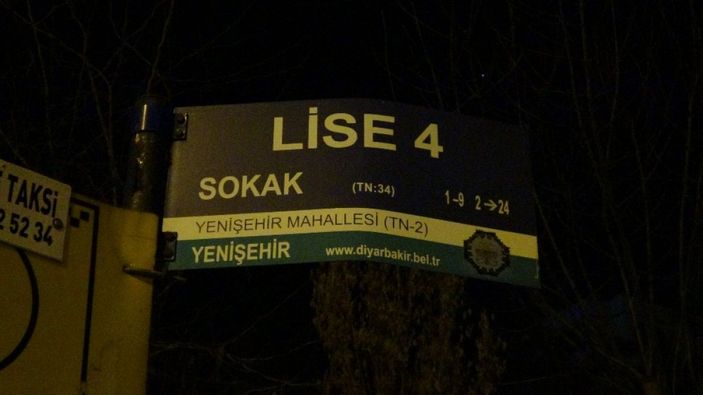 LİSE 4
SOKAK (TN:34) 1-9 2→24
YENİŞEHİR MAHALLESİ (TN-2)
YENİŞEHİR www.diyarbakir.bel.tr
TAKSİ
2 52 34